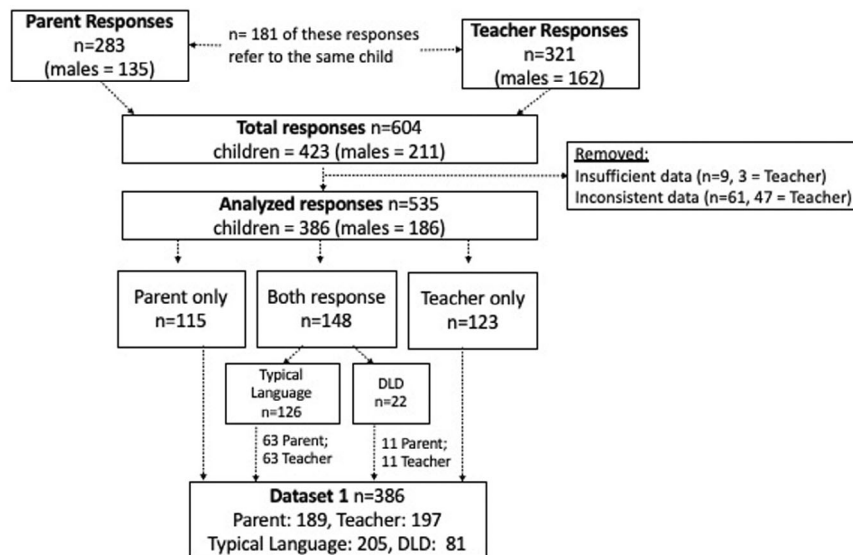 Parent Responses
n=283
(males = 135)
n= 181 of these responses
refer to the same child
Teacher Responses
n=321
(males = 162)
Total responses n=604
children = 423 (males = 211)
Removed:
Insufficient data (n=9, 3 = Teacher)
Inconsistent data (n=61, 47 = Teacher)
Analyzed responses n=535
children = 386 (males = 186)
Parent only
n=115
Both response
n=148
Teacher only
n=123
Typical
Language
n=126
DLD
n=22
63 Parent;
63 Teacher
11 Parent;
11 Teacher
Dataset 1 n=386
Parent: 189, Teacher: 197
Typical Language: 205, DLD: 81